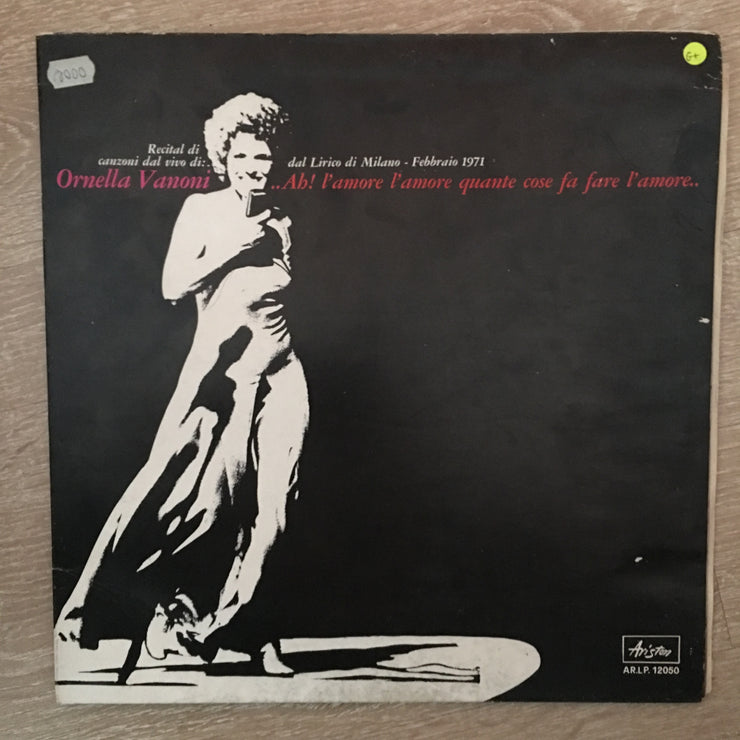 2000
G+
Recital di
canzoni dal vivo di:
dal Lirico di Milano - Febbraio 1971
Ornella Vanoni
..Ah! l'amore l'amore quante cose fa fare l'amore..
Ariston
AR.LP. 12050